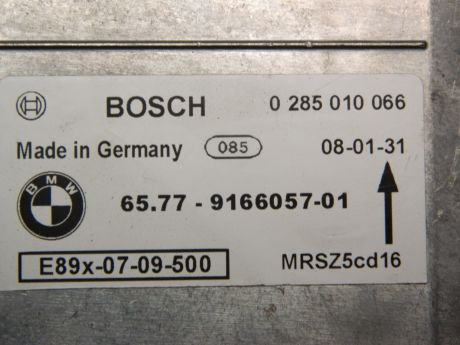 BOSCH 0 285 010 066
Made in Germany 085 08-01-31
BMW 65.77 - 9166057-01
E89x-07-09-500 MRSZ5cd16